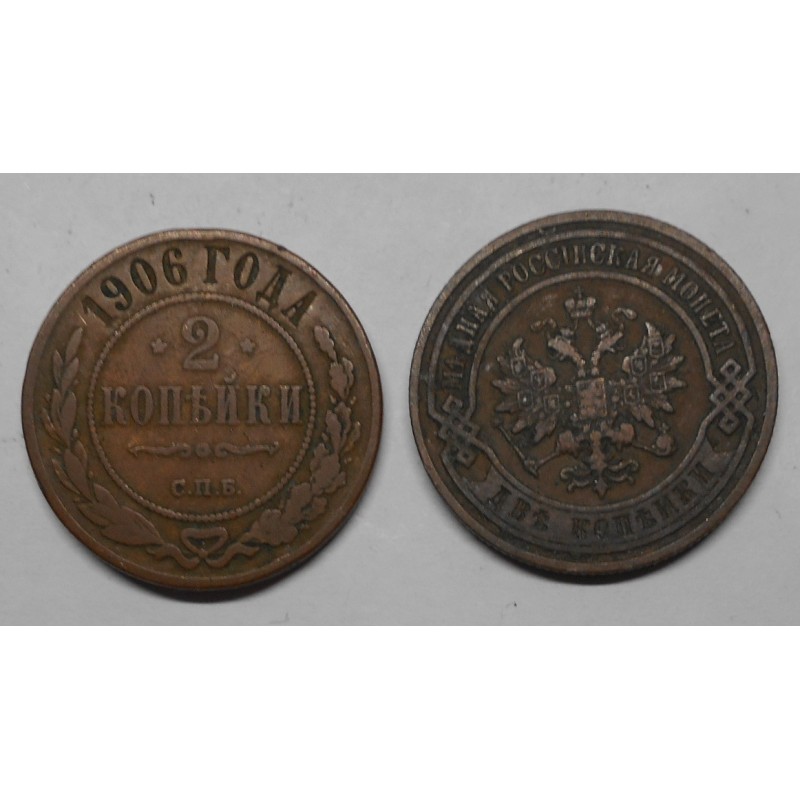 1906 ГОДА
2
КОПѢЙКИ
С.П.Б.
МѢДНАЯ РОССІЙСКАЯ МОНЕТА
ДВѢ КОПѢЙКИ